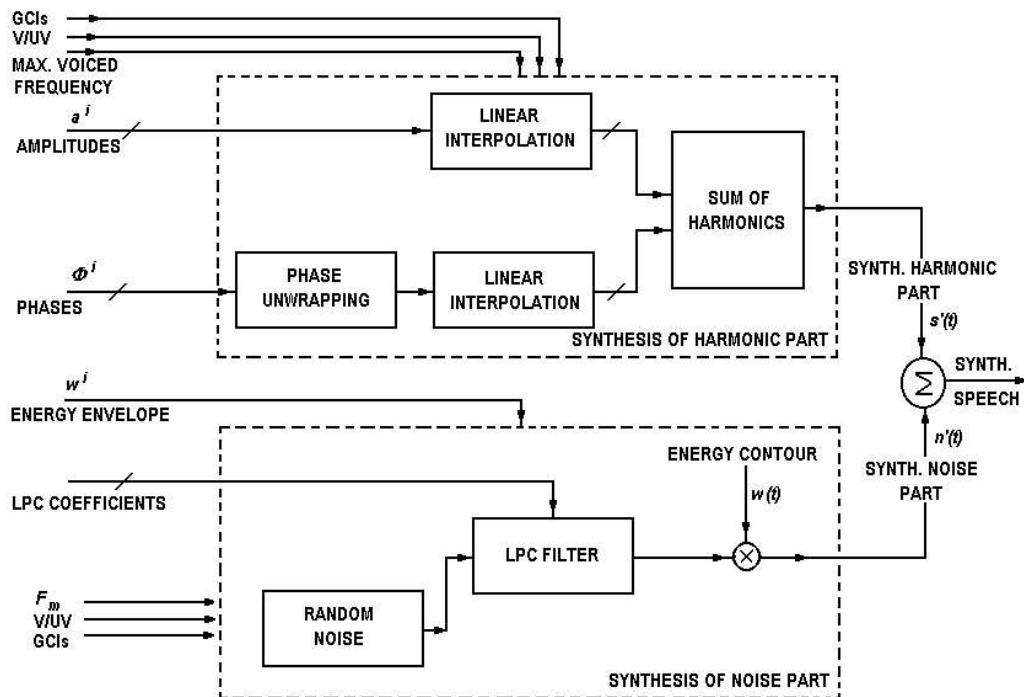 GCIs
V/UV
MAX. VOICED
FREQUENCY
a^j
AMPLITUDES
LINEAR
INTERPOLATION
SUM OF
HARMONICS
Φ^j
PHASES
PHASE
UNWRAPPING
LINEAR
INTERPOLATION
SYNTHESIS OF HARMONIC PART
SYNTH. HARMONIC
PART
s'(t)
Σ
SYNTH.
SPEECH
n'(t)
SYNTH. NOISE
PART
w^j
ENERGY ENVELOPE
ENERGY CONTOUR
w(t)
LPC COEFFICIENTS
LPC FILTER
×
F_m
V/UV
GCIs
RANDOM
NOISE
SYNTHESIS OF NOISE PART